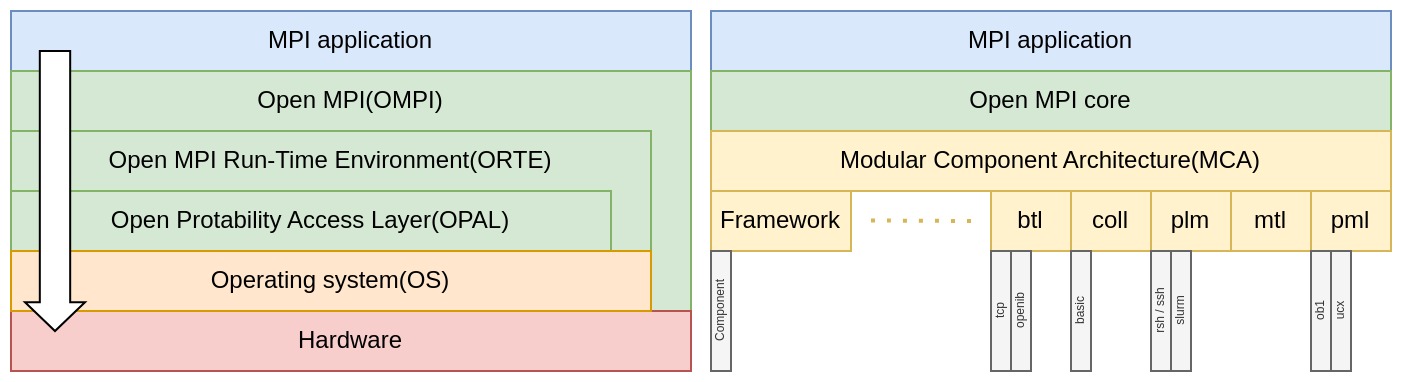 MPI application
Open MPI(OMPI)
Open MPI Run-Time Environment(ORTE)
Open Protability Access Layer(OPAL)
Operating system(OS)
Hardware
MPI application
Open MPI core
Modular Component Architecture(MCA)
Framework
btl
coll
plm
mtl
pml
Component
tcp
openib
basic
rsh / ssh
slurm
ob1
ucx